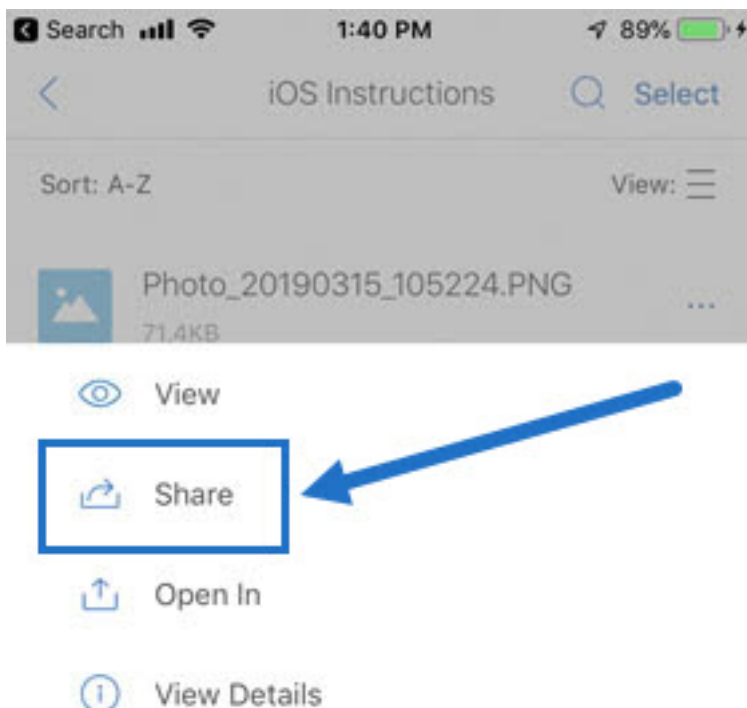 Search 1:40 PM 89%
iOS Instructions Select
Sort: A-Z View:
Photo_20190315_105224.PNG
...
71.4KB
View
Share
Open In
View Details